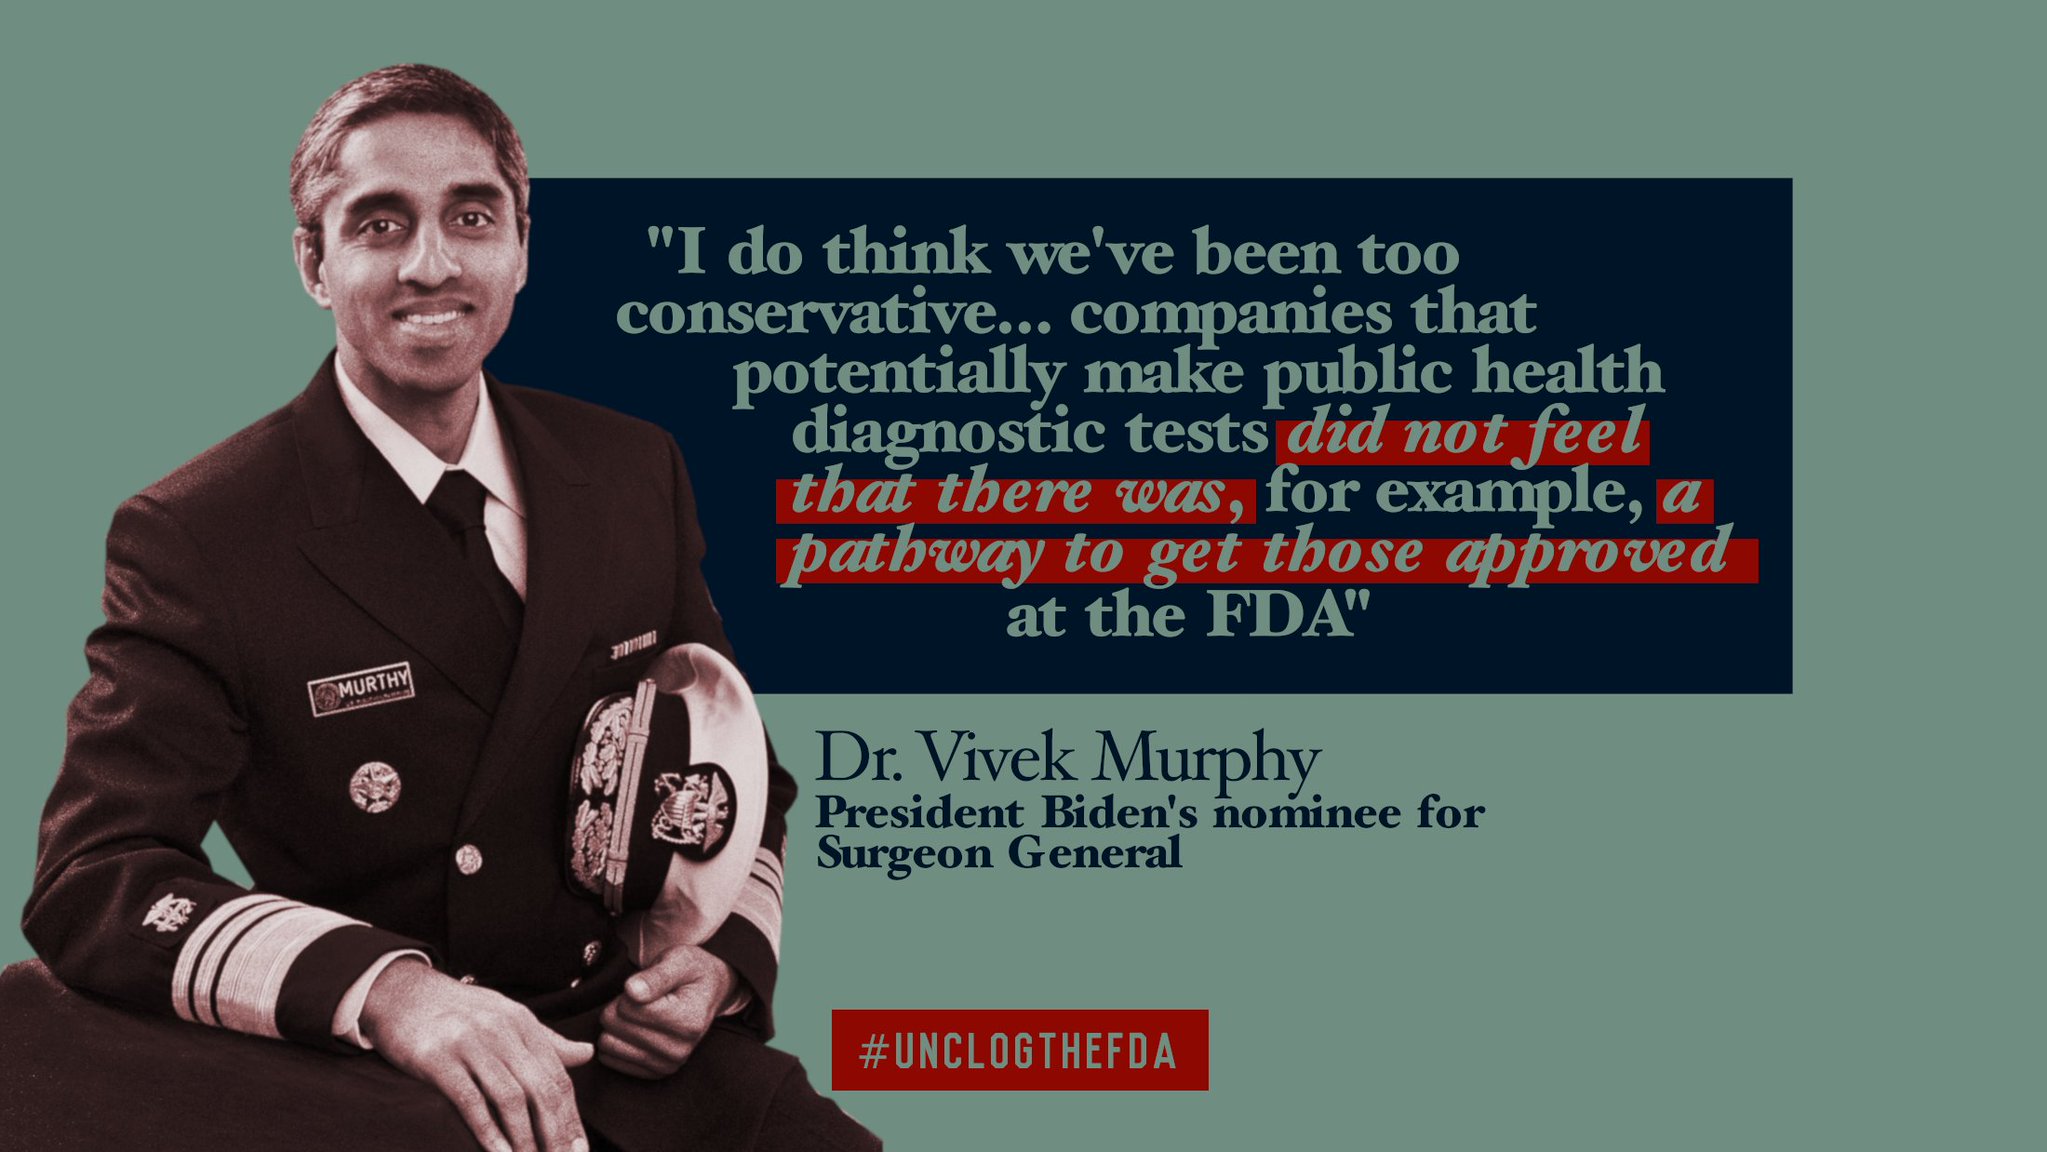 "I do think we've been too
conservative... companies that
potentially make public health
diagnostic tests did not feel
that there was, for example, a
pathway to get those approved
at the FDA"
MURTHY
Dr. Vivek Murphy
President Biden's nominee for
Surgeon General
#UNCLOGTHEFDA